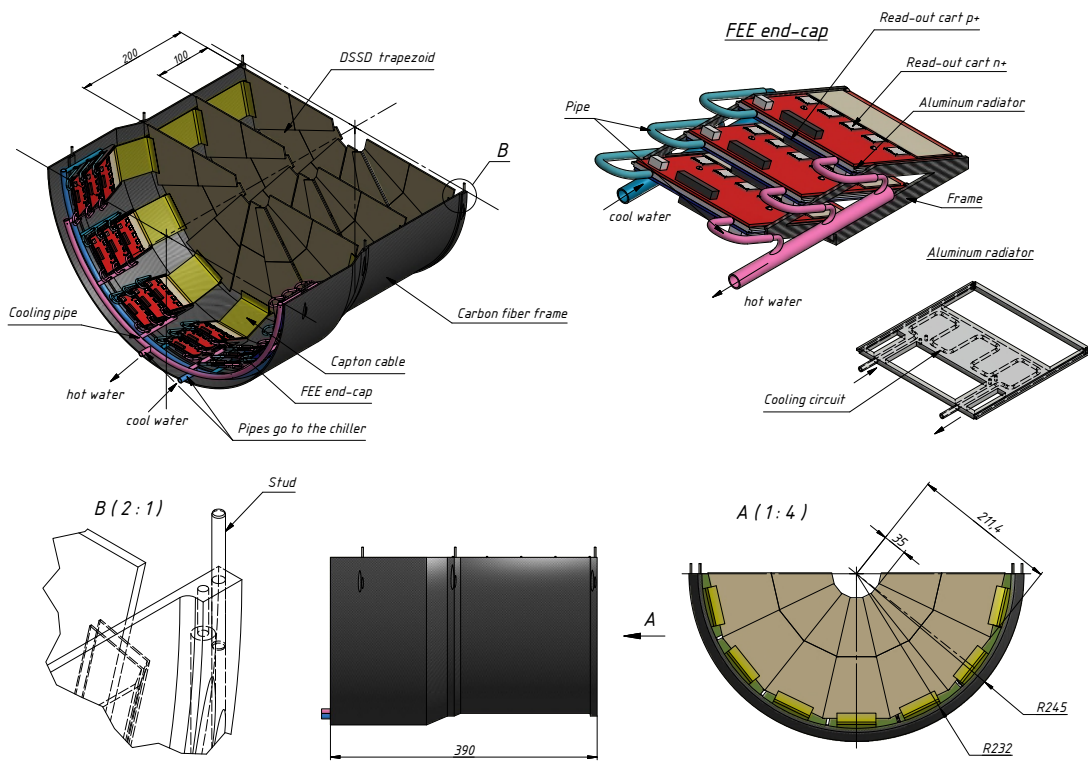 200
100
DSSD trapezoid
B
Cooling pipe
hot water
cool water
Carbon fiber frame
Capton cable
FEE end-cap
Pipes go to the chiller
FEE end-cap
Read-out cart p+
Read-out cart n+
Aluminum radiator
Pipe
cool water
Frame
hot water
Aluminum radiator
Cooling circuit
B ( 2 : 1 )
Stud
390
A
A ( 1 : 4 )
211,4
35
R245
R232